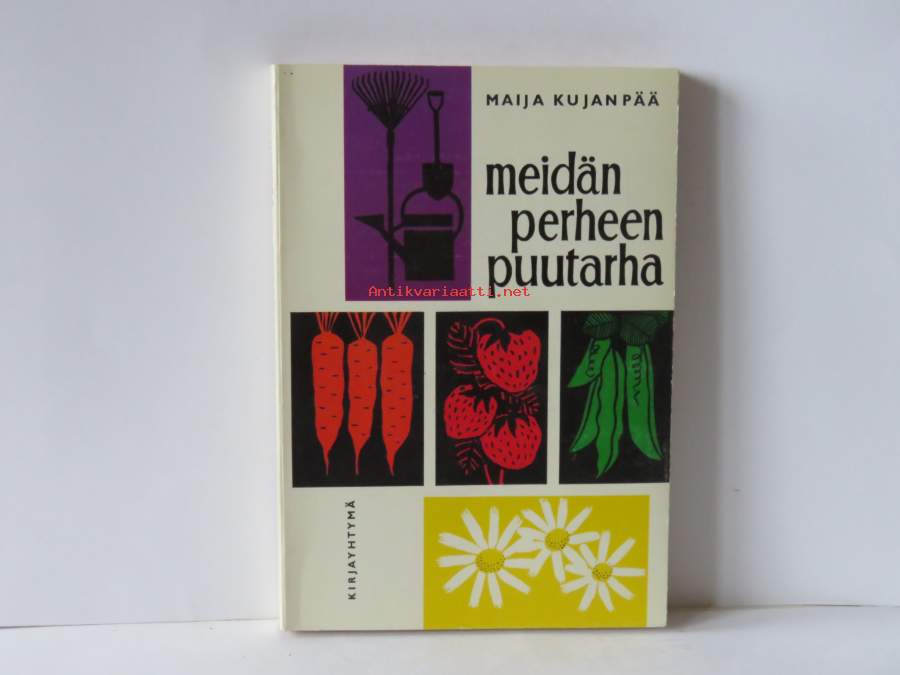 MAIJA KUJANPÄÄ
meidän
perheen
puutarha
Antikvariaatti.net
KIRJAYHTYMÄ